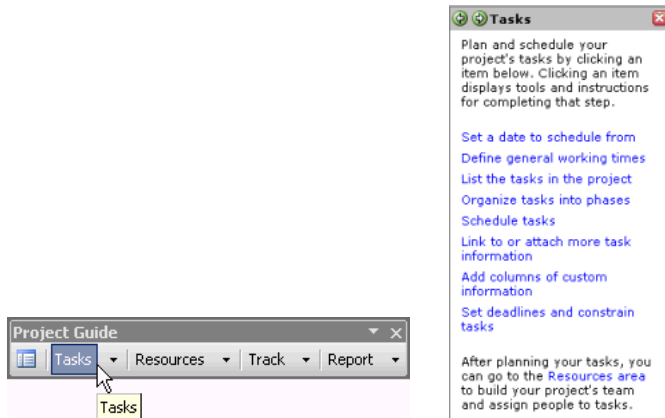 Tasks
Plan and schedule your
project's tasks by clicking an
item below. Clicking an item
displays tools and instructions
for completing that step.
Set a date to schedule from
Define general working times
List the tasks in the project
Organize tasks into phases
Schedule tasks
Link to or attach more task
information
Add columns of custom
information
Set deadlines and constrain
tasks
After planning your tasks, you
can go to the Resources area
to build your project's team
and assign people to tasks.
Project Guide
Tasks Resources Track Report
Tasks